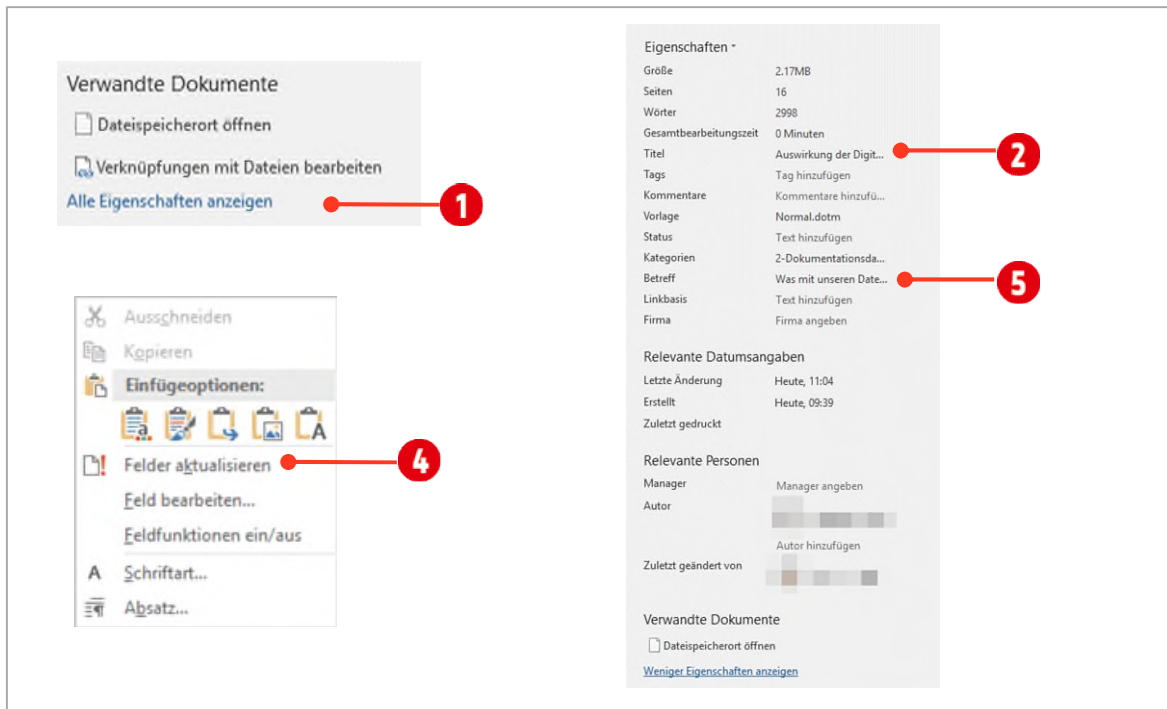 Verwandte Dokumente
Dateispeicherort öffnen
Verknüpfungen mit Dateien bearbeiten
Alle Eigenschaften anzeigen
1
Ausschneiden
Kopieren
Einfügeoptionen:
Felder aktualisieren
4
Feld bearbeiten...
Feldfunktionen ein/aus
Schriftart...
Absatz...
Eigenschaften
Größe 2.17MB
Seiten 16
Wörter 2998
Gesamtbearbeitungszeit 0 Minuten
Titel Auswirkung der Digit...
2
Tags Tag hinzufügen
Kommentare Kommentare hinzufü...
Vorlage Normal.dotm
Status Text hinzufügen
Kategorien 2-Dokumentationsda...
Betreff Was mit unseren Date...
5
Linkbasis Text hinzufügen
Firma Firma angeben
Relevante Datumsangaben
Letzte Änderung Heute, 11:04
Erstellt Heute, 09:39
Zuletzt gedruckt
Relevante Personen
Manager Manager angeben
Autor
Autor hinzufügen
Zuletzt geändert von
Verwandte Dokumente
Dateispeicherort öffnen
Weniger Eigenschaften anzeigen